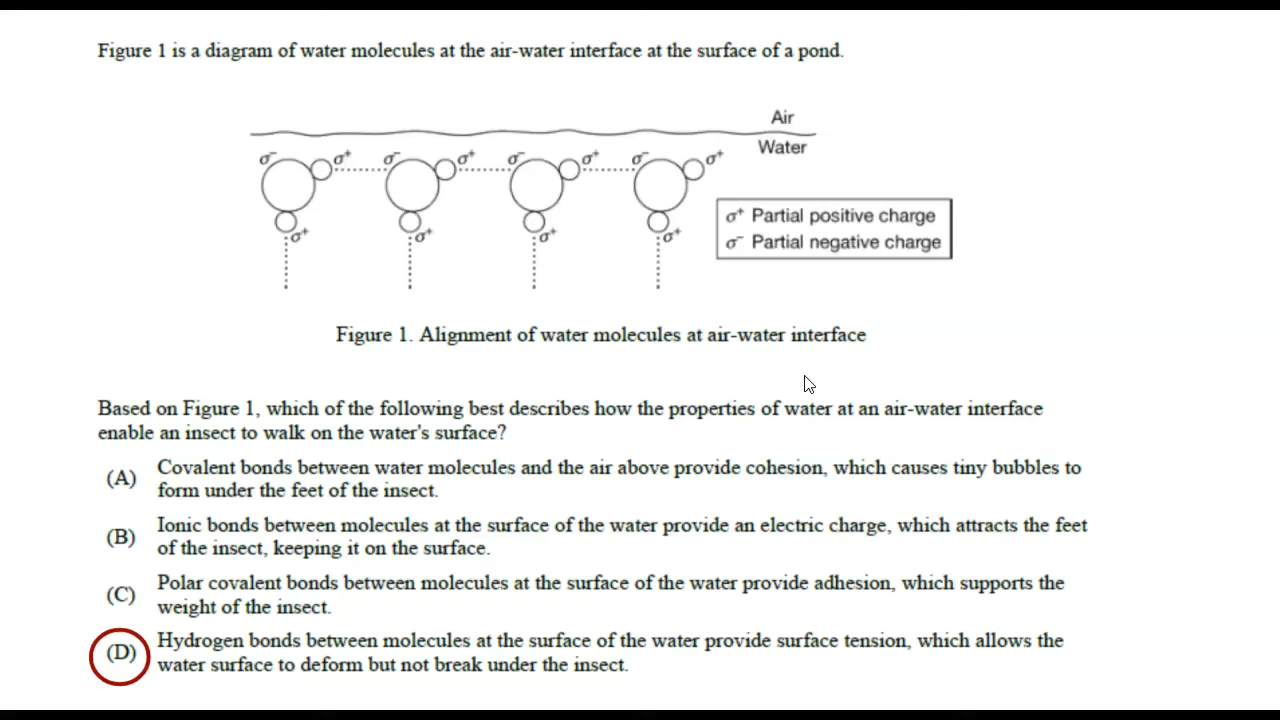 Figure 1 is a diagram of water molecules at the air-water interface at the surface of a pond.
Air
Water
σ⁻ σ⁺ σ⁻ σ⁺ σ⁻ σ⁺ σ⁻ σ⁺
σ⁺ σ⁺ σ⁺ σ⁺
σ⁺ Partial positive charge
σ⁻ Partial negative charge
Figure 1. Alignment of water molecules at air-water interface
Based on Figure 1, which of the following best describes how the properties of water at an air-water interface
enable an insect to walk on the water's surface?
(A) Covalent bonds between water molecules and the air above provide cohesion, which causes tiny bubbles to
form under the feet of the insect.
(B) Ionic bonds between molecules at the surface of the water provide an electric charge, which attracts the feet
of the insect, keeping it on the surface.
(C) Polar covalent bonds between molecules at the surface of the water provide adhesion, which supports the
weight of the insect.
(D) Hydrogen bonds between molecules at the surface of the water provide surface tension, which allows the
water surface to deform but not break under the insect.